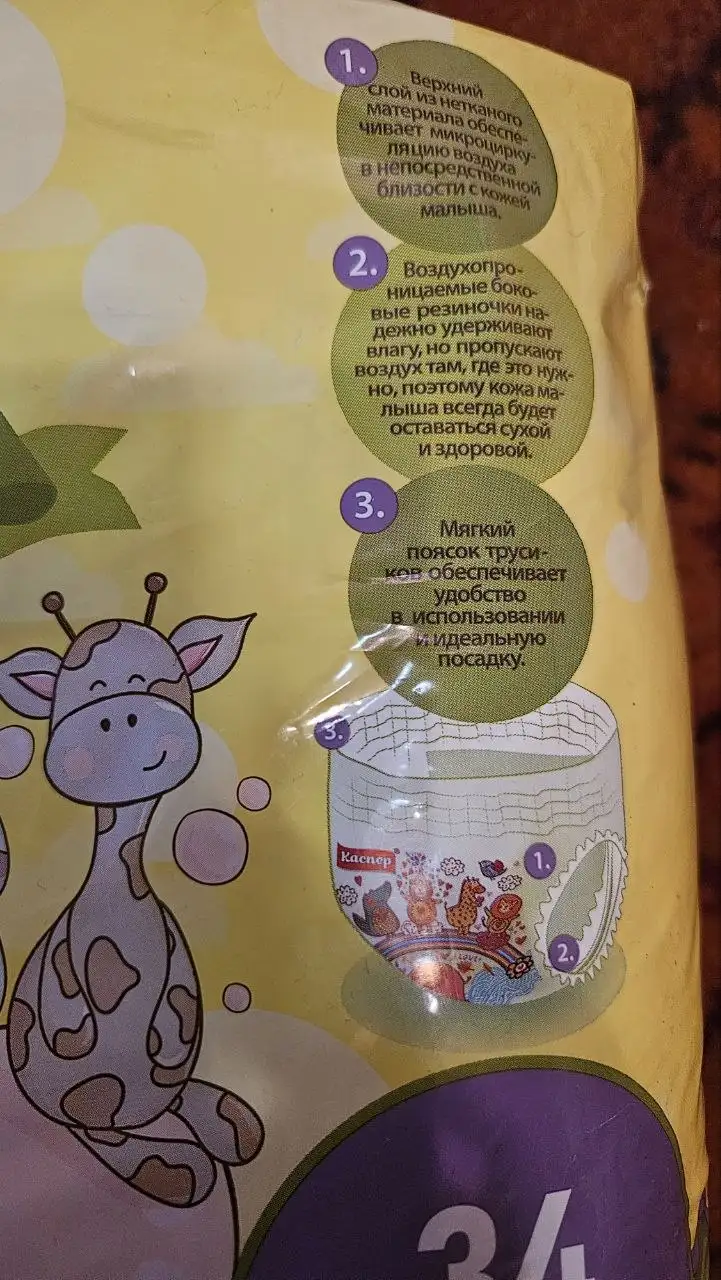 1.
Верхний
слой из нетканого
материала обеспе-
чивает микроцирку-
ляцию воздуха
в непосредственной
близости с кожей
малыша.
2.
Воздухопро-
ницаемые боко-
вые резиночки на-
дежно удерживают
влагу, но пропускают
воздух там, где это нуж-
но, поэтому кожа ма-
лыша всегда будет
оставаться сухой
и здоровой.
3.
Мягкий
поясок труси-
ков обеспечивает
удобство
в использовании
и идеальную
посадку.
3.
Каспер
1.
2.
I LOVE
34